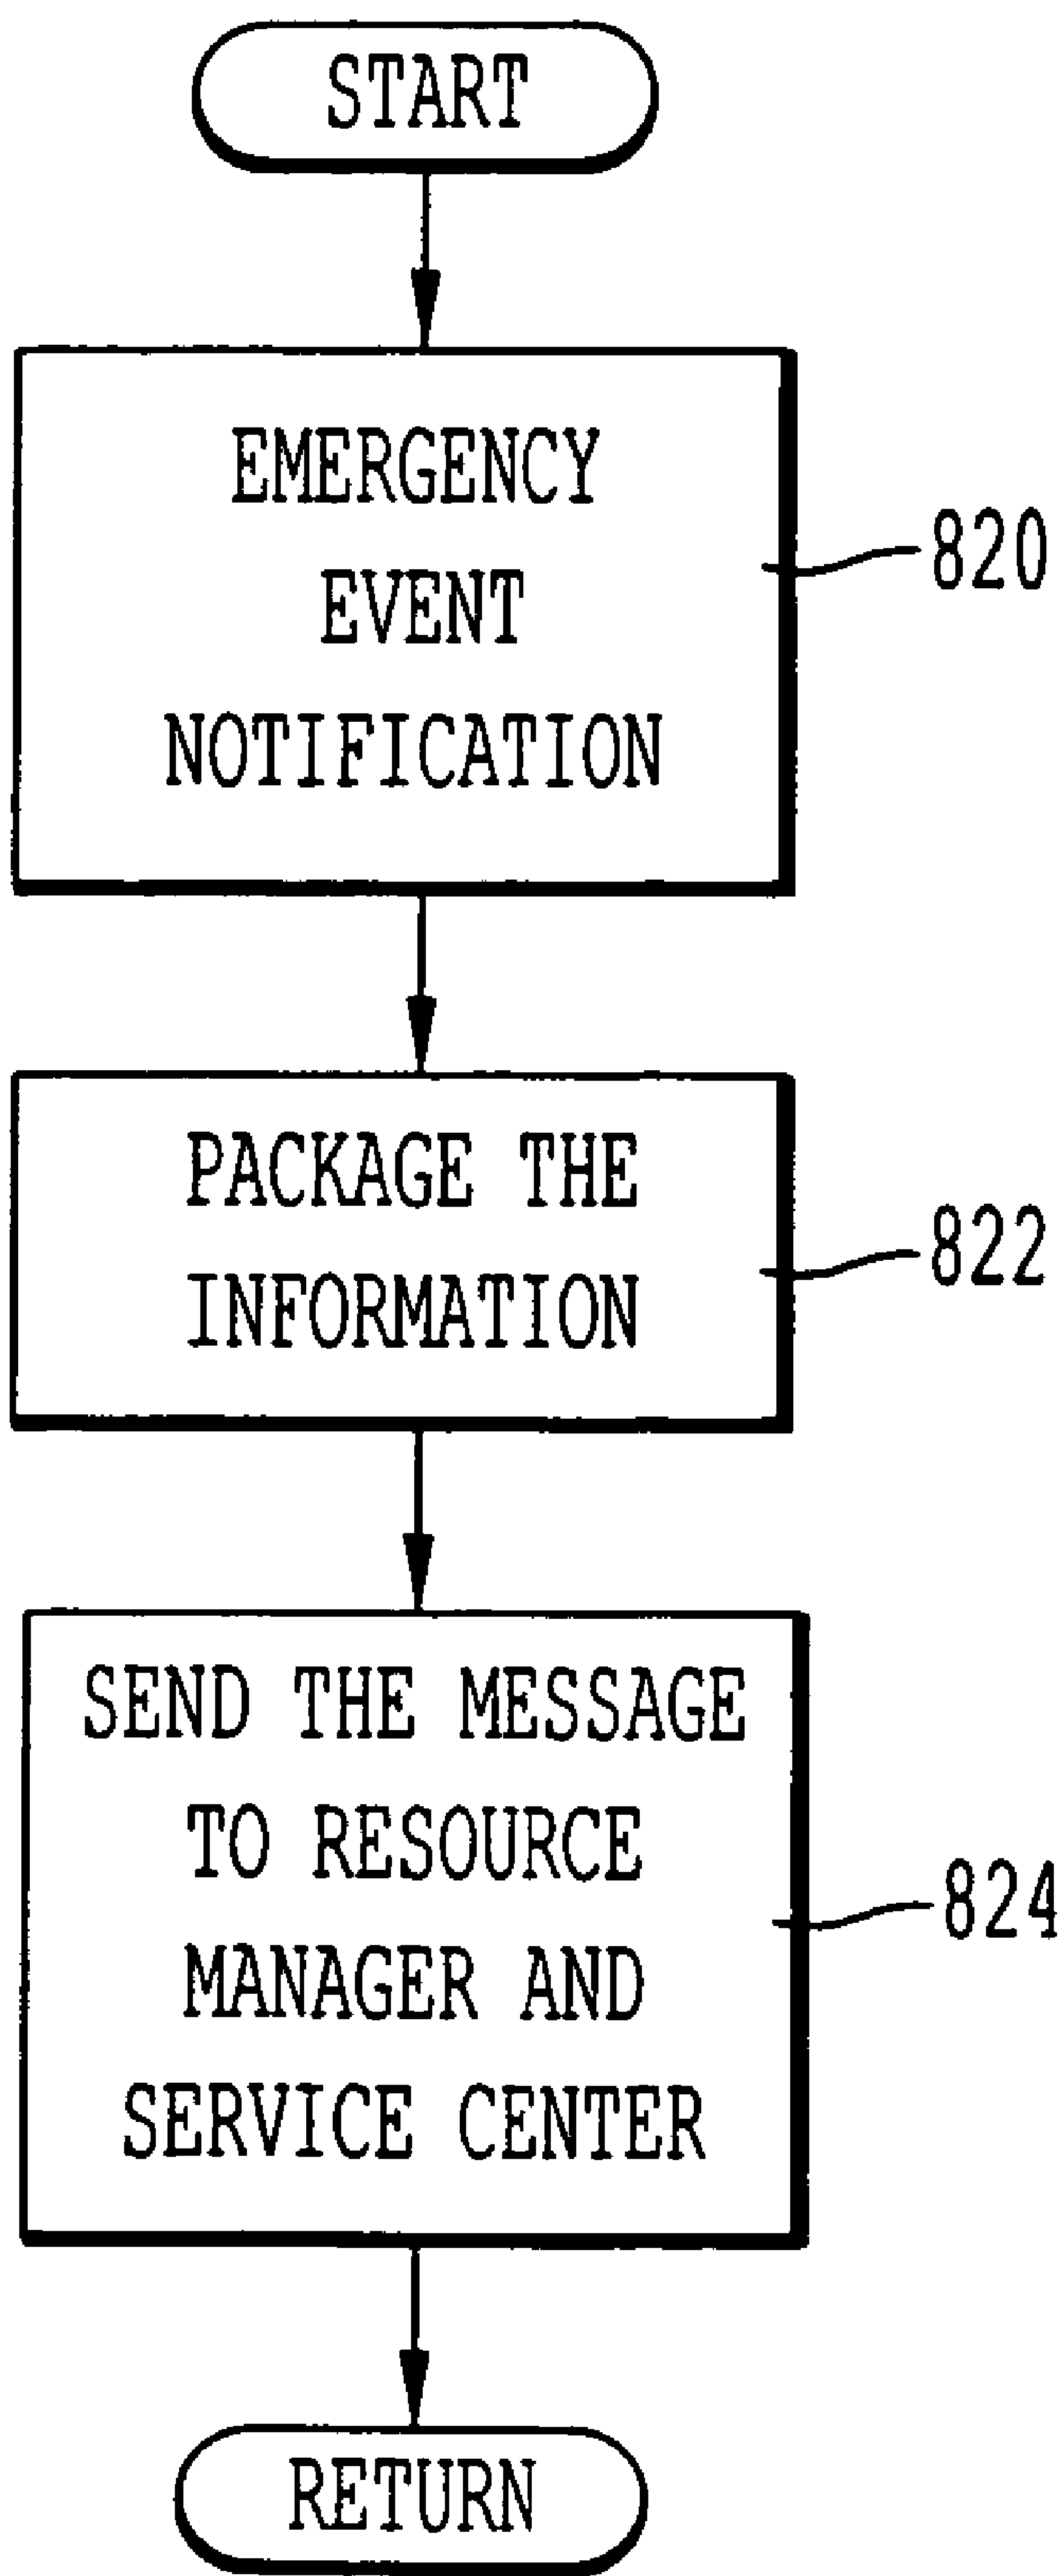 START
EMERGENCY
EVENT
NOTIFICATION
820
PACKAGE THE
INFORMATION
822
SEND THE MESSAGE
TO RESOURCE
MANAGER AND
SERVICE CENTER
824
RETURN